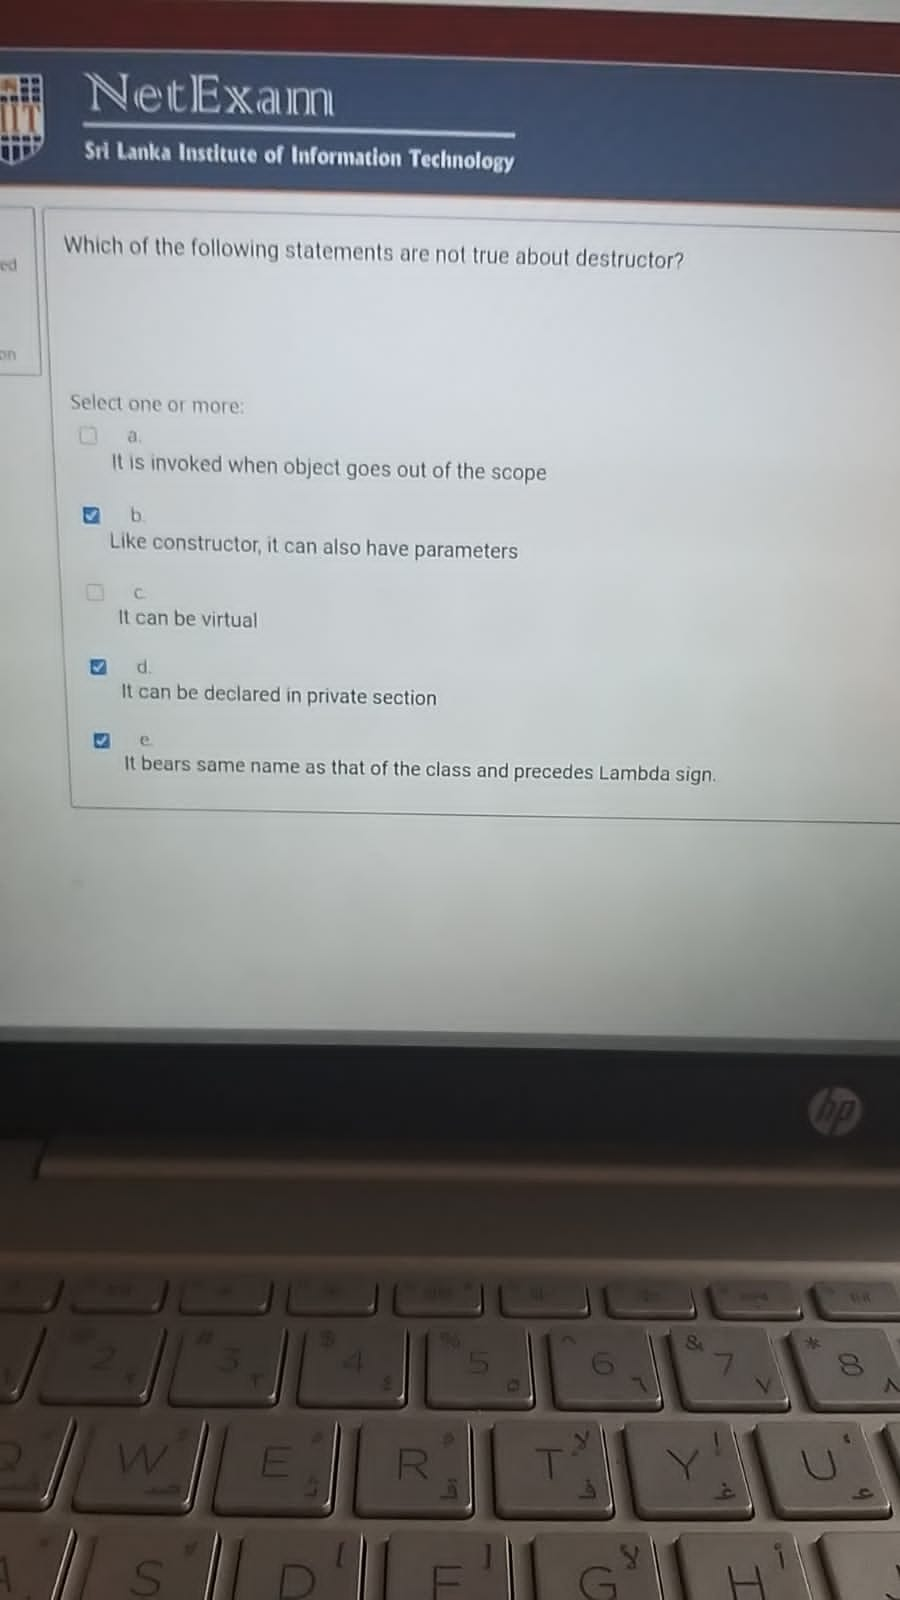 IIT
NetExam
Sri Lanka Institute of Information Technology
ed
on
Which of the following statements are not true about destructor?
Select one or more:
a.
It is invoked when object goes out of the scope
b.
Like constructor, it can also have parameters
c.
It can be virtual
d.
It can be declared in private section
e.
It bears same name as that of the class and precedes Lambda sign.
hp
2 # 3 $ 4 % 5 ^ 6 & 7 * 8
W E R T Y U
S D F G H